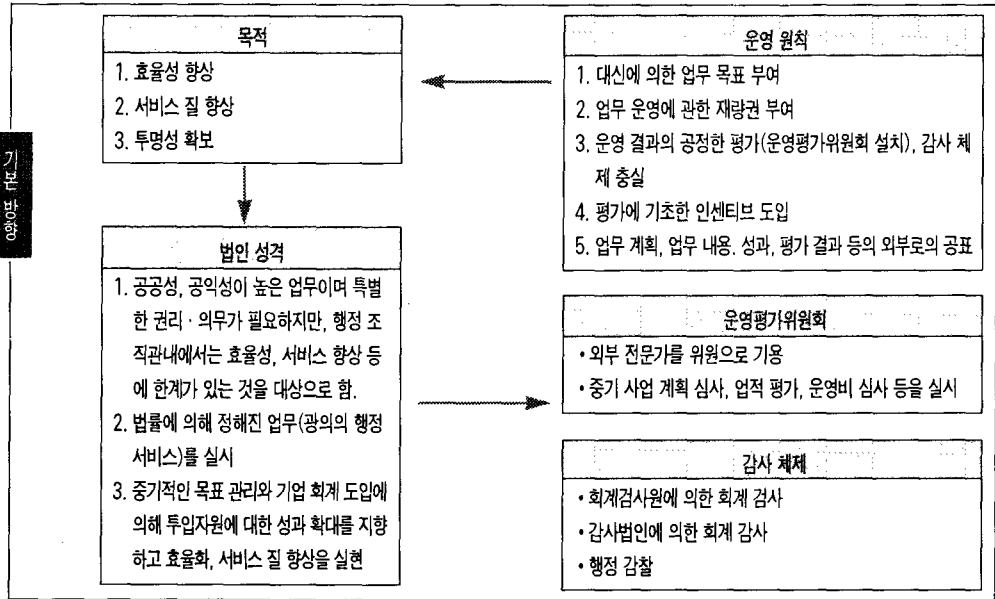 기본 방향
목적
1. 효율성 향상
2. 서비스 질 향상
3. 투명성 확보
법인 성격
1. 공공성, 공익성이 높은 업무이며 특별
한 권리 · 의무가 필요하지만, 행정 조
직관내에서는 효율성, 서비스 향상 등
에 한계가 있는 것을 대상으로 함.
2. 법률에 의해 정해진 업무(광의의 행정
서비스)를 실시
3. 중기적인 목표 관리와 기업 회계 도입에
의해 투입자원에 대한 성과 확대를 지향
하고 효율화, 서비스 질 향상을 실현
운영 원칙
1. 대신에 의한 업무 목표 부여
2. 업무 운영에 관한 재량권 부여
3. 운영 결과의 공정한 평가(운영평가위원회 설치), 감사 체
제 충실
4. 평가에 기초한 인센티브 도입
5. 업무 계획, 업무 내용. 성과, 평가 결과 등의 외부로의 공표
운영평가위원회
• 외부 전문가를 위원으로 기용
• 중기 사업 계획 심사, 업적 평가, 운영비 심사 등을 실시
감사 체제
• 회계검사원에 의한 회계 검사
• 감사법인에 의한 회계 감사
• 행정 감찰